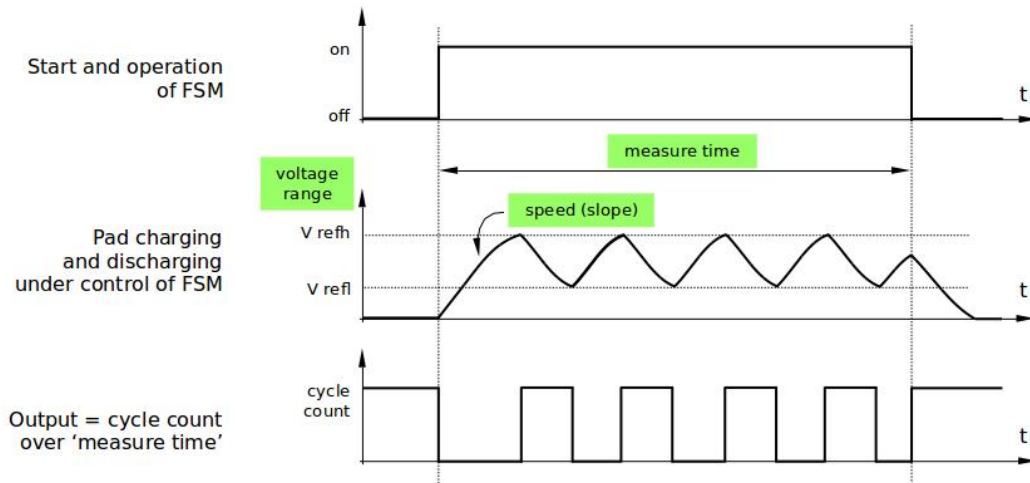 Start and operation
of FSM
on
off
t
measure time
voltage
range
speed (slope)
Pad charging
and discharging
under control of FSM
V refh
V refl
t
Output = cycle count
over ‘measure time’
cycle
count
t